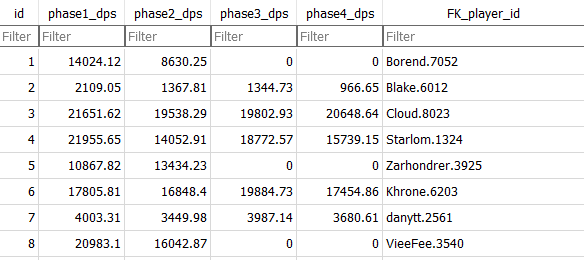 id phase1_dps phase2_dps phase3_dps phase4_dps FK_player_id
Filter Filter Filter Filter Filter Filter
1 14024.12 8630.25 0 0 Borend.7052
2 2109.05 1367.81 1344.73 966.65 Blake.6012
3 21651.62 19538.29 19802.93 20648.64 Cloud.8023
4 21955.65 14052.91 18772.57 15739.15 Starlom.1324
5 10867.82 13434.23 0 0 Zarhondrer.3925
6 17805.81 16848.4 19884.73 17454.86 Khrone.6203
7 4003.31 3449.98 3987.14 3680.61 danytt.2561
8 20983.1 16042.87 0 0 VieeFee.3540